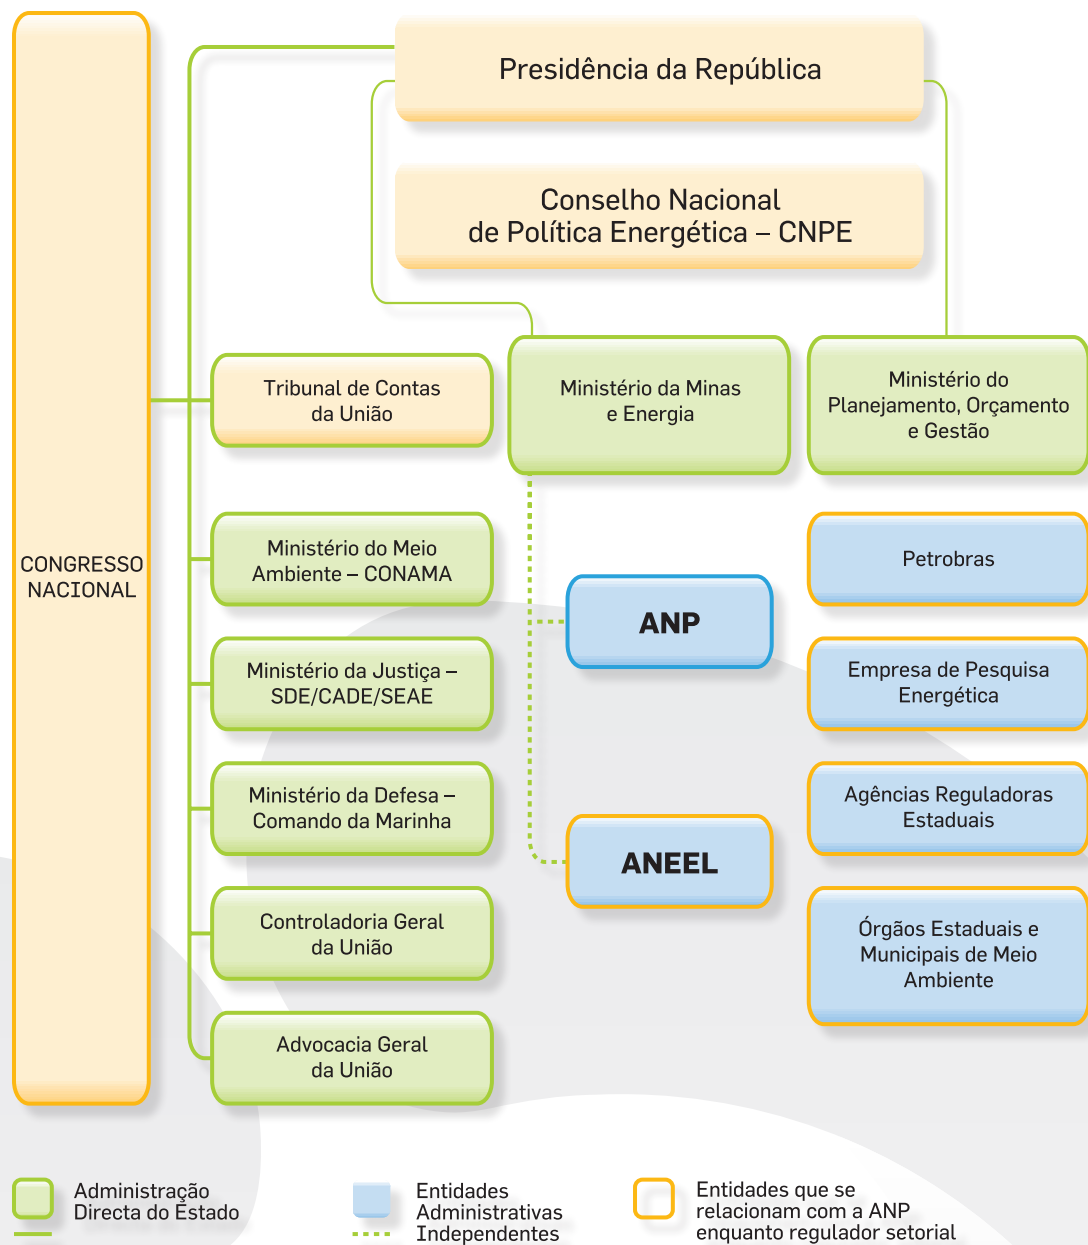 Presidência da República
Conselho Nacional
de Política Energética – CNPE
CONGRESSO
NACIONAL
Tribunal de Contas
da União
Ministério da Minas
e Energia
Ministério do
Planejamento, Orçamento
e Gestão
Ministério do Meio
Ambiente – CONAMA
Ministério da Justiça –
SDE/CADE/SEAE
Ministério da Defesa –
Comando da Marinha
Controladoria Geral
da União
Advocacia Geral
da União
ANP
ANEEL
Petrobras
Empresa de Pesquisa
Energética
Agências Reguladoras
Estaduais
Órgãos Estaduais e
Municipais de Meio
Ambiente
Administração
Directa do Estado
Entidades
Administrativas
Independentes
Entidades que se
relacionam com a ANP
enquanto regulador setorial